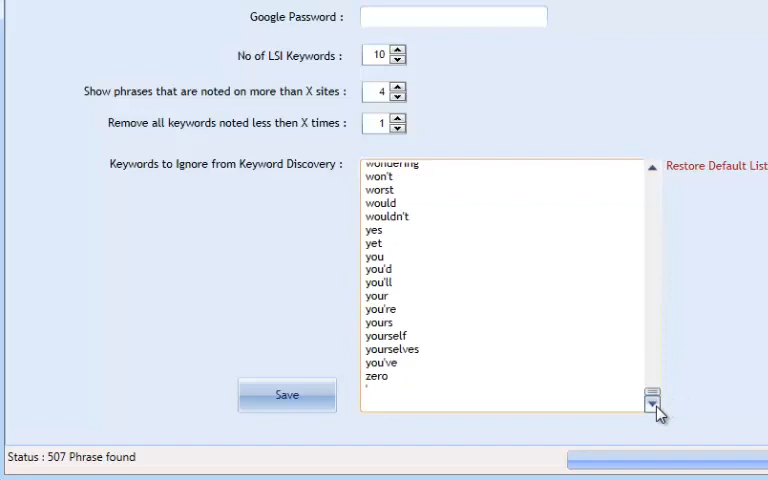 Google Password :
No of LSI Keywords : 10
Show phrases that are noted on more than X sites : 4
Remove all keywords noted less then X times : 1
Keywords to Ignore from Keyword Discovery :
Restore Default List
wondering
won't
worst
would
wouldn't
yes
yet
you
you'd
you'll
your
you're
yours
yourself
yourselves
you've
zero
'
Save
Status : 507 Phrase found